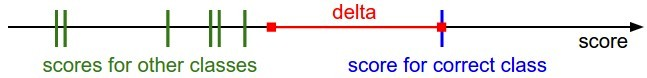 delta
score
scores for other classes
score for correct class